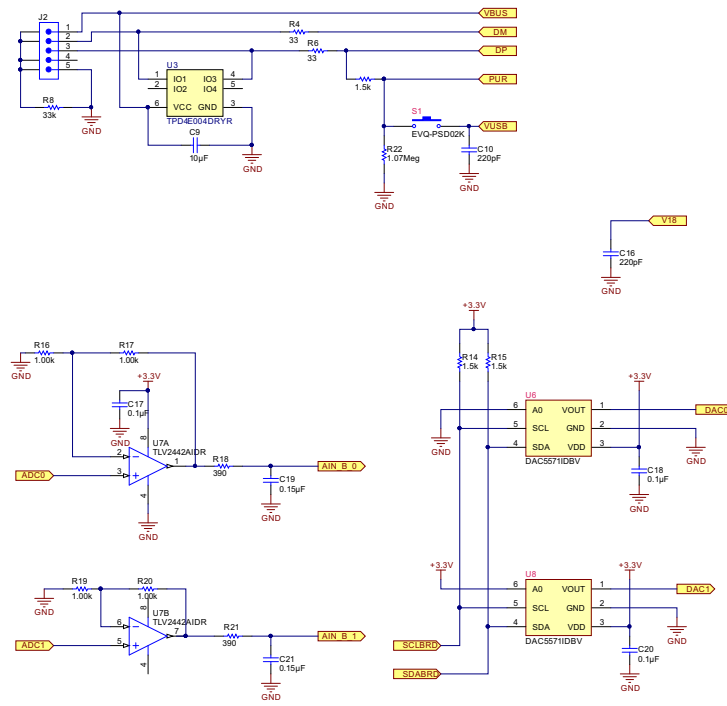 J2
1
2
3
4
5
R8
33k
GND
VBUS
R4
33
DM
R6
33
DP
1.5k
PUR
U3
1 IO1 IO3 4
2 IO2 IO4 5
6 VCC GND 3
TPD4E004DRYR
C9
10µF
GND
S1
EVQ-PSD02K
VUSB
R22
1.07Meg
GND
C10
220pF
GND
V18
C16
220pF
GND
R16
1.00k
GND
R17
1.00k
+3.3V
C17
0.1µF
GND
U7A
TLV2442AIDR
8
2
3
1
4
ADC0
GND
R18
390
AIN_B_0
C19
0.15µF
GND
R19
1.00k
GND
R20
1.00k
U7B
TLV2442AIDR
8
6
5
7
4
ADC1
R21
390
AIN_B_1
C21
0.15µF
GND
+3.3V
R14
1.5k
R15
1.5k
U6
6 A0 VOUT 1
5 SCL GND 2
4 SDA VDD 3
DAC5571IDBV
GND
+3.3V
DAC0
GND
C18
0.1µF
GND
+3.3V
U8
6 A0 VOUT 1
5 SCL GND 2
4 SDA VDD 3
DAC5571IDBV
+3.3V
DAC1
GND
C20
0.1µF
GND
SCLBRD
SDABRD